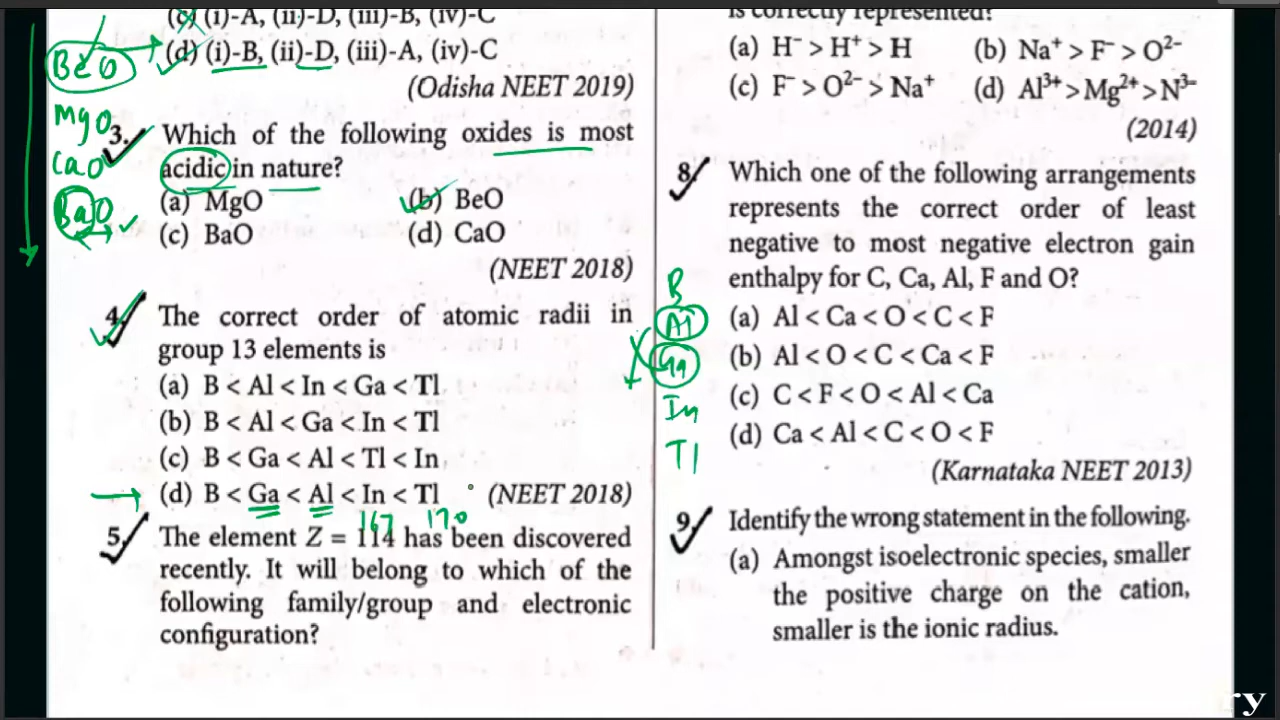 (c) (i)-A, (ii)-D, (iii)-B, (iv)-C
(d) (i)-B, (ii)-D, (iii)-A, (iv)-C
(Odisha NEET 2019)
BeO
MgO
CaO
BaO
3. Which of the following oxides is most
acidic in nature?
(a) MgO (b) BeO
(c) BaO (d) CaO
(NEET 2018)
4. The correct order of atomic radii in
group 13 elements is
(a) B < Al < In < Ga < Tl
(b) B < Al < Ga < In < Tl
(c) B < Ga < Al < Tl < In
(d) B < Ga < Al < In < Tl (NEET 2018)
167 170
5. The element Z = 114 has been discovered
recently. It will belong to which of the
following family/group and electronic
configuration?
B
Al
Ga
In
Tl
is correctly represented?
(a) H⁻ > H⁺ > H (b) Na⁺ > F⁻ > O²⁻
(c) F⁻ > O²⁻ > Na⁺ (d) Al³⁺ > Mg²⁺ > N³⁻
(2014)
8. Which one of the following arrangements
represents the correct order of least
negative to most negative electron gain
enthalpy for C, Ca, Al, F and O?
(a) Al < Ca < O < C < F
(b) Al < O < C < Ca < F
(c) C < F < O < Al < Ca
(d) Ca < Al < C < O < F
(Karnataka NEET 2013)
9. Identify the wrong statement in the following.
(a) Amongst isoelectronic species, smaller
the positive charge on the cation,
smaller is the ionic radius.
ry